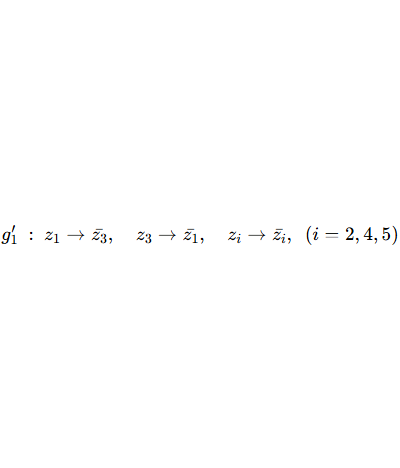 g′₁ : z₁ → z̄₃, z₃ → z̄₁, zᵢ → z̄ᵢ, (i = 2, 4, 5)